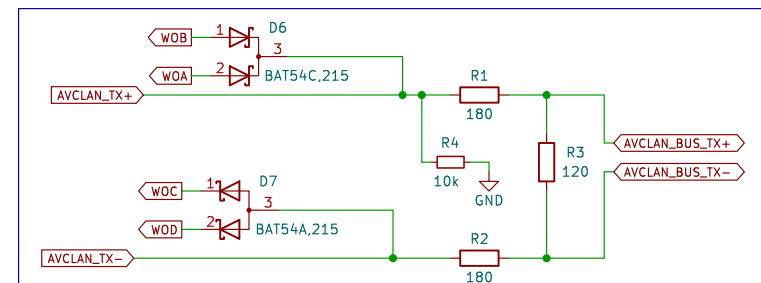 D6
WOB
1
3
WOA
2
BAT54C,215
AVCLAN_TX+
R1
180
R4
10k
GND
R3
120
AVCLAN_BUS_TX+
AVCLAN_BUS_TX-
D7
WOC
1
3
WOD
2
BAT54A,215
AVCLAN_TX-
R2
180